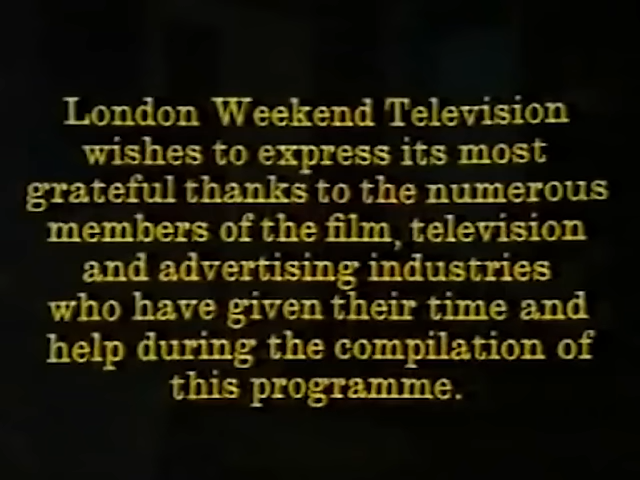 London Weekend Television
wishes to express its most
grateful thanks to the numerous
members of the film, television
and advertising industries
who have given their time and
help during the compilation of
this programme.